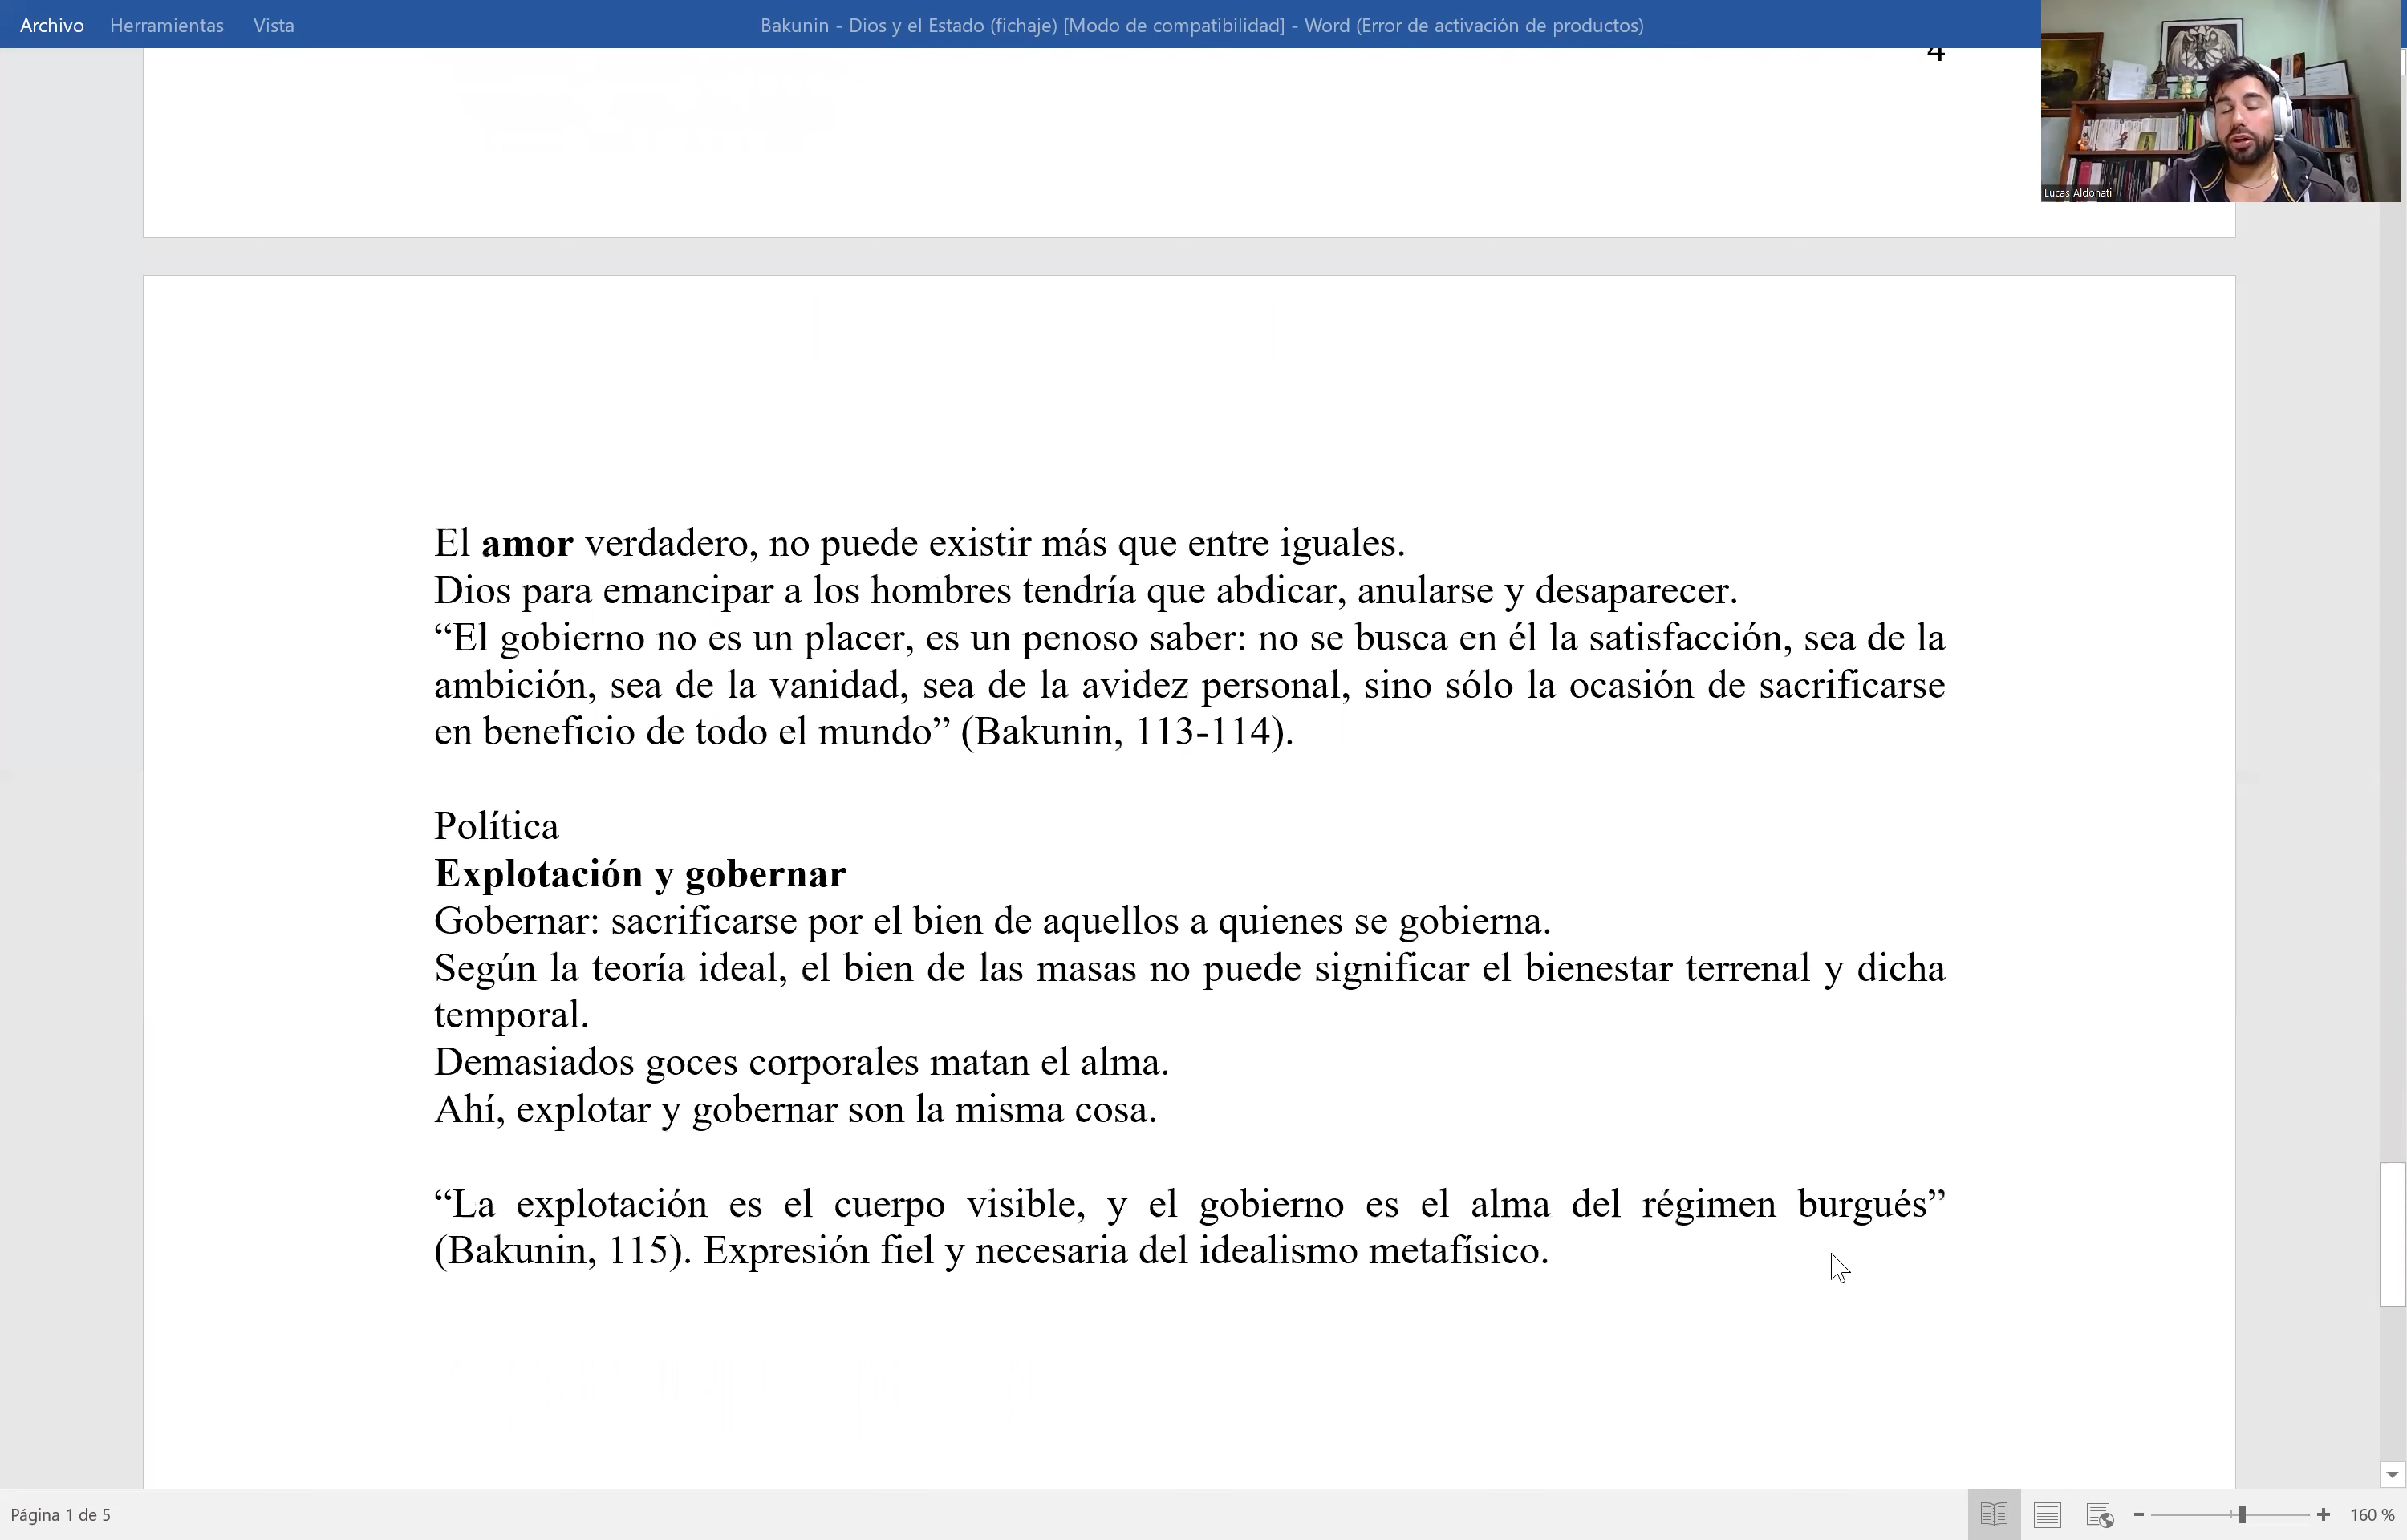 Archivo Herramientas Vista Bakunin - Dios y el Estado (fichaje) [Modo de compatibilidad] - Word (Error de activación de productos)
4
Lucas Aldonati
El amor verdadero, no puede existir más que entre iguales.
Dios para emancipar a los hombres tendría que abdicar, anularse y desaparecer.
“El gobierno no es un placer, es un penoso saber: no se busca en él la satisfacción, sea de la
ambición, sea de la vanidad, sea de la avidez personal, sino sólo la ocasión de sacrificarse
en beneficio de todo el mundo” (Bakunin, 113-114).
Política
Explotación y gobernar
Gobernar: sacrificarse por el bien de aquellos a quienes se gobierna.
Según la teoría ideal, el bien de las masas no puede significar el bienestar terrenal y dicha
temporal.
Demasiados goces corporales matan el alma.
Ahí, explotar y gobernar son la misma cosa.
“La explotación es el cuerpo visible, y el gobierno es el alma del régimen burgués”
(Bakunin, 115). Expresión fiel y necesaria del idealismo metafísico.
Página 1 de 5 160 %